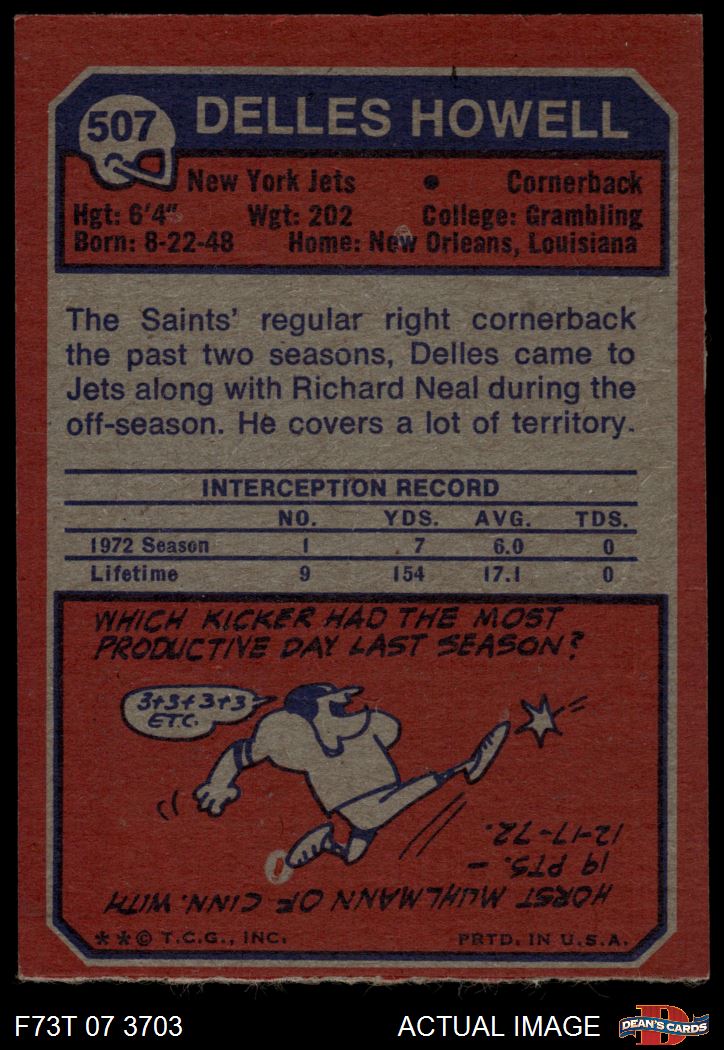 507
DELLES HOWELL
New York Jets • Cornerback
Hgt: 6'4" Wgt: 202 College: Grambling
Born: 8-22-48 Home: New Orleans, Louisiana
The Saints' regular right cornerback
the past two seasons, Delles came to
Jets along with Richard Neal during the
off-season. He covers a lot of territory.
INTERCEPTION RECORD
NO. YDS. AVG. TDS.
1972 Season 1 7 6.0 0
Lifetime 9 154 17.1 0
WHICH KICKER HAD THE MOST
PRODUCTIVE DAY LAST SEASON?
3+3+3+3
ETC.
HORST MUHLMANN OF CINN. WITH
19 PTS. –
12-17-72.
**© T.C.G., INC. PRTD. IN U.S.A.
F73T 07 3703 ACTUAL IMAGE
D
DEAN'S CARDS